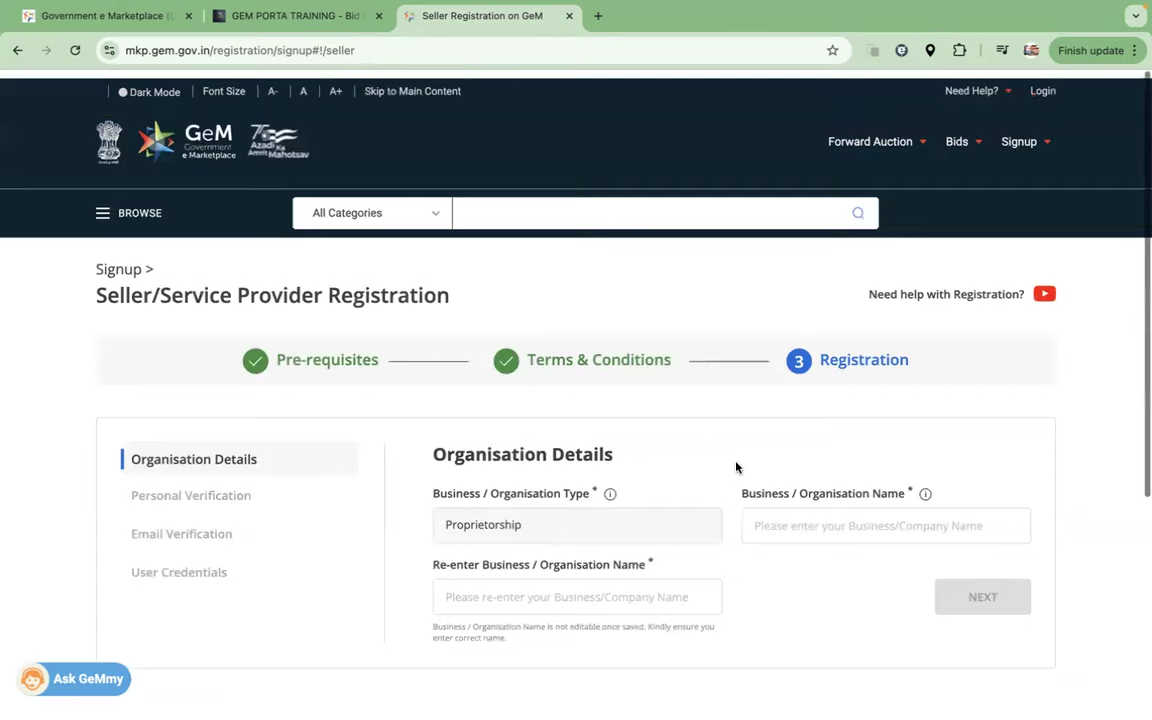 Government e Marketplace (
GEM PORTA TRAINING - Bid
Seller Registration on GeM
mkp.gem.gov.in/registration/signup#!/seller
Finish update
Dark Mode Font Size A- A A+ Skip to Main Content
Need Help? Login
GeM
Government
e Marketplace
75
Azadi Ka
Amrit Mahotsav
Forward Auction Bids Signup
BROWSE
All Categories
Signup >
Seller/Service Provider Registration
Need help with Registration?
Pre-requisites
Terms & Conditions
3 Registration
Organisation Details
Personal Verification
Email Verification
User Credentials
Organisation Details
Business / Organisation Type *
Business / Organisation Name *
Proprietorship
Please enter your Business/Company Name
Re-enter Business / Organisation Name *
Please re-enter your Business/Company Name
NEXT
Business / Organisation Name is not editable once saved. Kindly ensure you
enter correct name.
Ask GeMmy